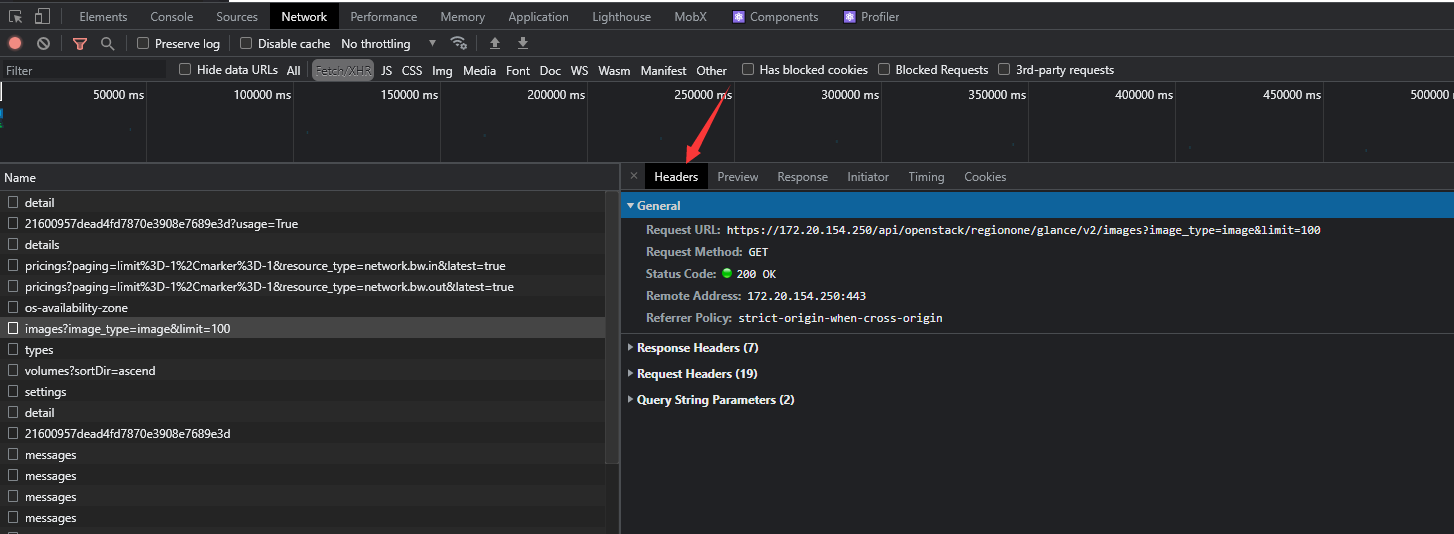 Elements Console Sources Network Performance Memory Application Lighthouse MobX Components Profiler
Preserve log Disable cache No throttling
Filter Hide data URLs All Fetch/XHR JS CSS Img Media Font Doc WS Wasm Manifest Other Has blocked cookies Blocked Requests 3rd-party requests
50000 ms 100000 ms 150000 ms 200000 ms 250000 ms 300000 ms 350000 ms 400000 ms 450000 ms 500000
Name
detail
21600957dead4fd7870e3908e7689e3d?usage=True
details
pricings?paging=limit%3D-1%2Cmarker%3D-1&resource_type=network.bw.in&latest=true
pricings?paging=limit%3D-1%2Cmarker%3D-1&resource_type=network.bw.out&latest=true
os-availability-zone
images?image_type=image&limit=100
types
volumes?sortDir=ascend
settings
detail
21600957dead4fd7870e3908e7689e3d
messages
messages
messages
messages
× Headers Preview Response Initiator Timing Cookies
General
Request URL: https://172.20.154.250/api/openstack/regionone/glance/v2/images?image_type=image&limit=100
Request Method: GET
Status Code: 200 OK
Remote Address: 172.20.154.250:443
Referrer Policy: strict-origin-when-cross-origin
Response Headers (7)
Request Headers (19)
Query String Parameters (2)